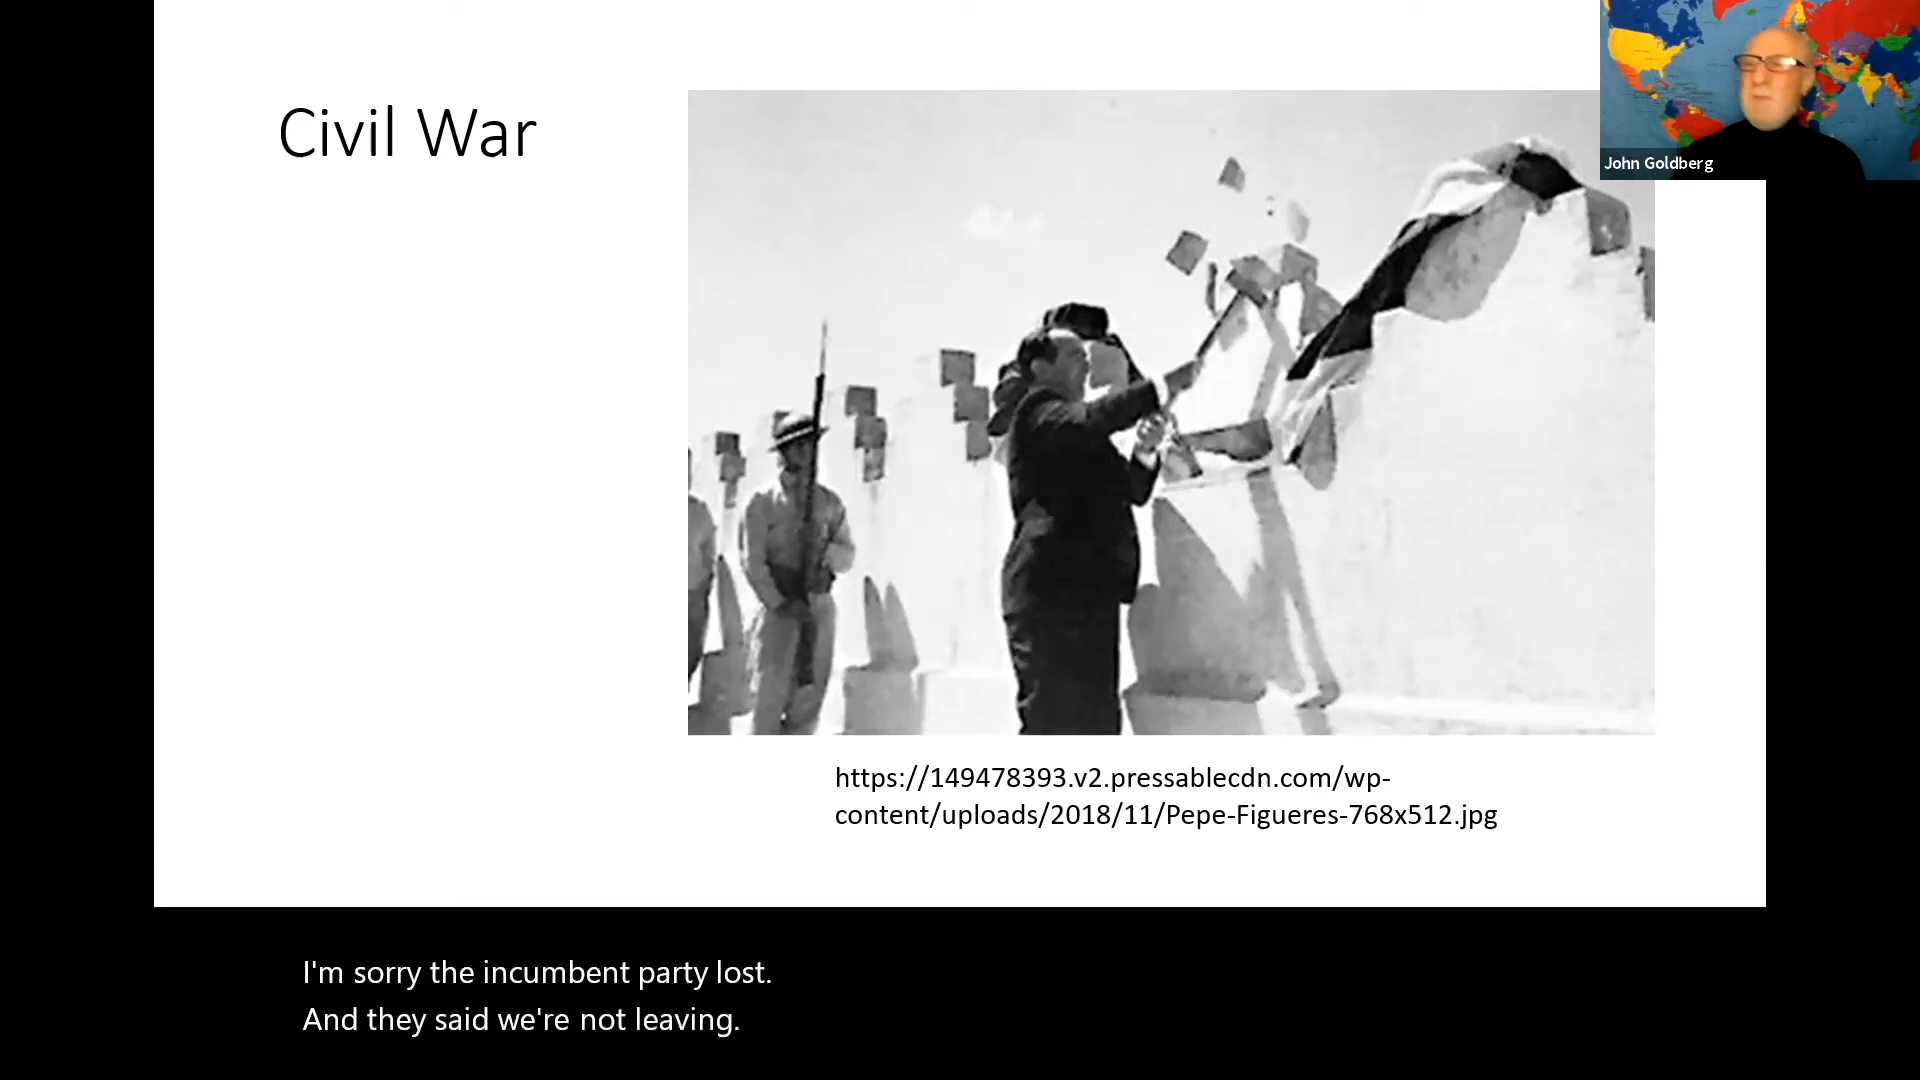 Civil War
John Goldberg
https://149478393.v2.pressablecdn.com/wp-
content/uploads/2018/11/Pepe-Figueres-768x512.jpg
I'm sorry the incumbent party lost.
And they said we're not leaving.